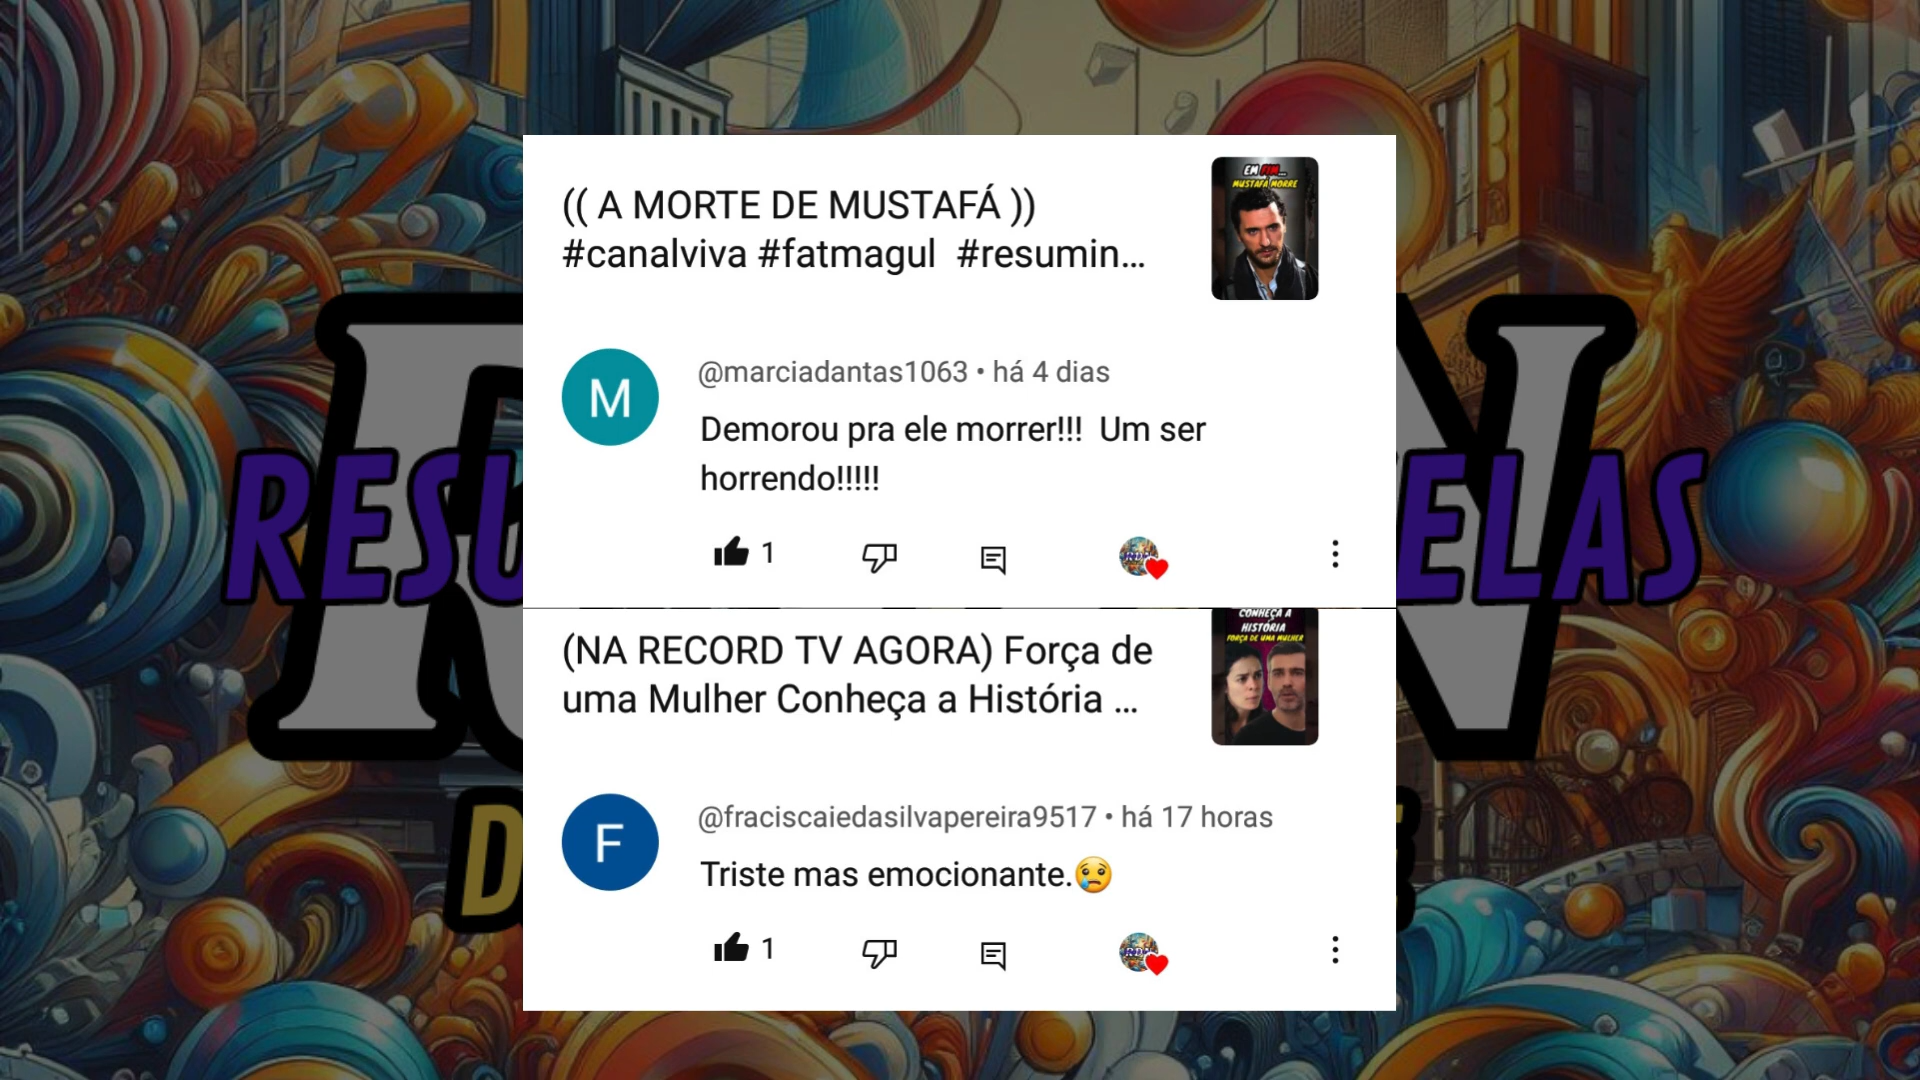 (( A MORTE DE MUSTAFÁ ))
#canalviva #fatmagul #resumin...
EM FIM...
MUSTAFÁ MORRE
@marciadantas1063 • há 4 dias
M
Demorou pra ele morrer!!! Um ser
horrendo!!!!!
1
RESU
ELAS
(NA RECORD TV AGORA) Força de
uma Mulher Conheça a História ...
CONHEÇA A
HISTÓRIA
FORÇA DE UMA MULHER
@fraciscaiedasilvapereira9517 • há 17 horas
F
Triste mas emocionante.😢
1
D